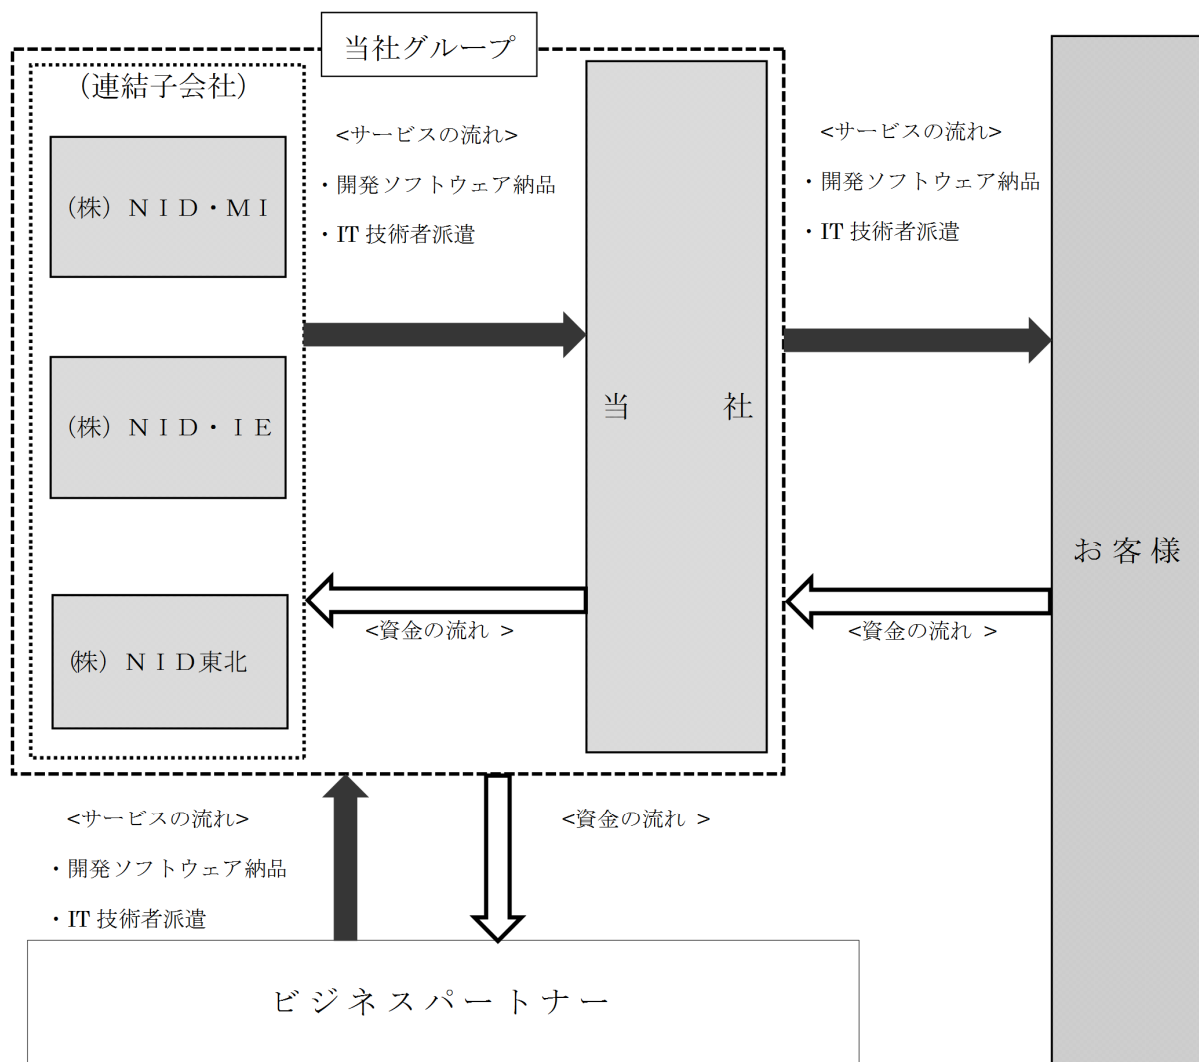 当社グループ
（連結子会社）
（株）ＮＩＤ・ＭＩ
（株）ＮＩＤ・ＩＥ
（株）ＮＩＤ東北
<サービスの流れ>
・開発ソフトウェア納品
・IT 技術者派遣
当　社
<資金の流れ >
<サービスの流れ>
・開発ソフトウェア納品
・IT 技術者派遣
<資金の流れ >
お客様
<サービスの流れ>
・開発ソフトウェア納品
・IT 技術者派遣
<資金の流れ >
ビジネスパートナー